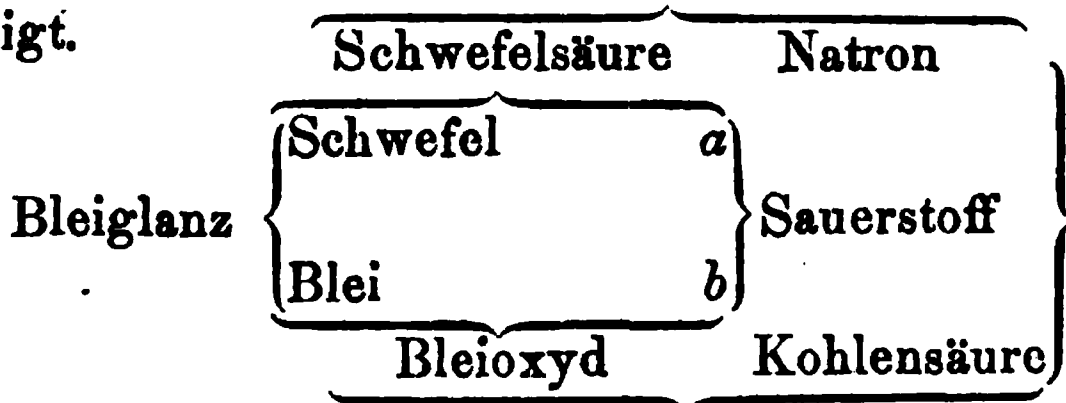 igt.
Schwefelsäure Natron
Schwefel a
Bleiglanz Sauerstoff
Blei b
Bleioxyd Kohlensäure